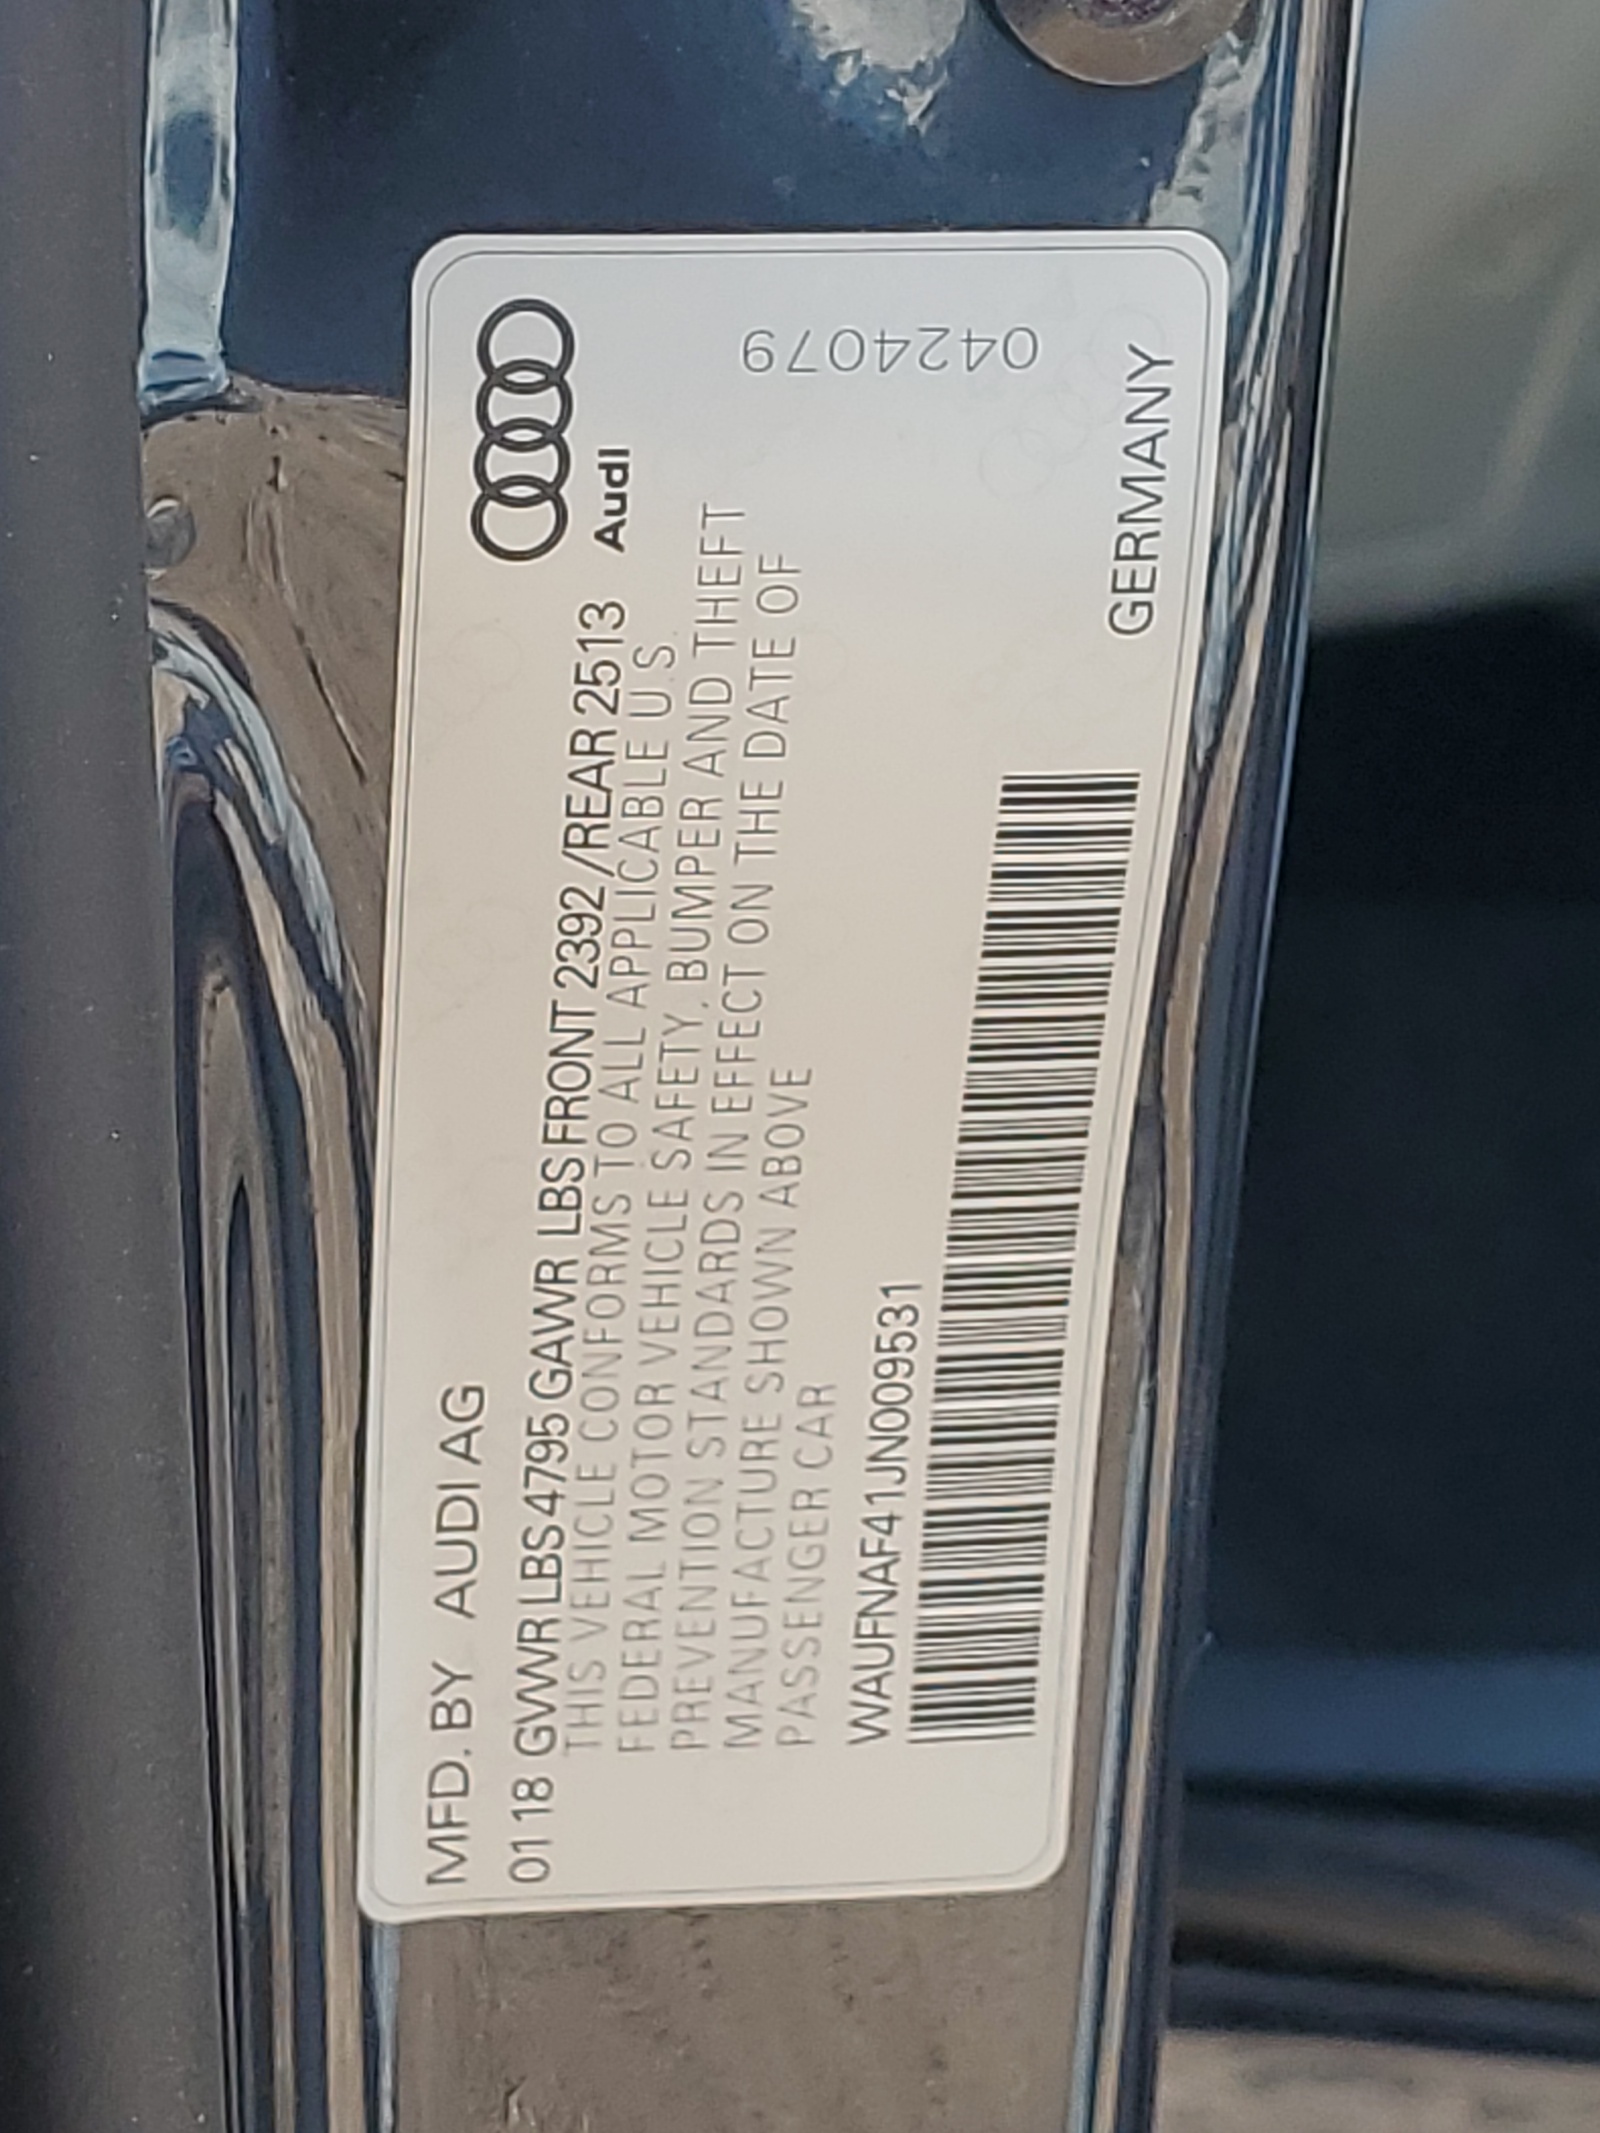 MFD. BY AUDI AG
01 18 GVWR LBS 4795 GAWR LBS FRONT 2392/REAR 2513
Audi
THIS VEHICLE CONFORMS TO ALL APPLICABLE U.S.
FEDERAL MOTOR VEHICLE SAFETY, BUMPER AND THEFT
PREVENTION STANDARDS IN EFFECT ON THE DATE OF
MANUFACTURE SHOWN ABOVE
PASSENGER CAR
0424079
WAUFNAF41JN009531
GERMANY